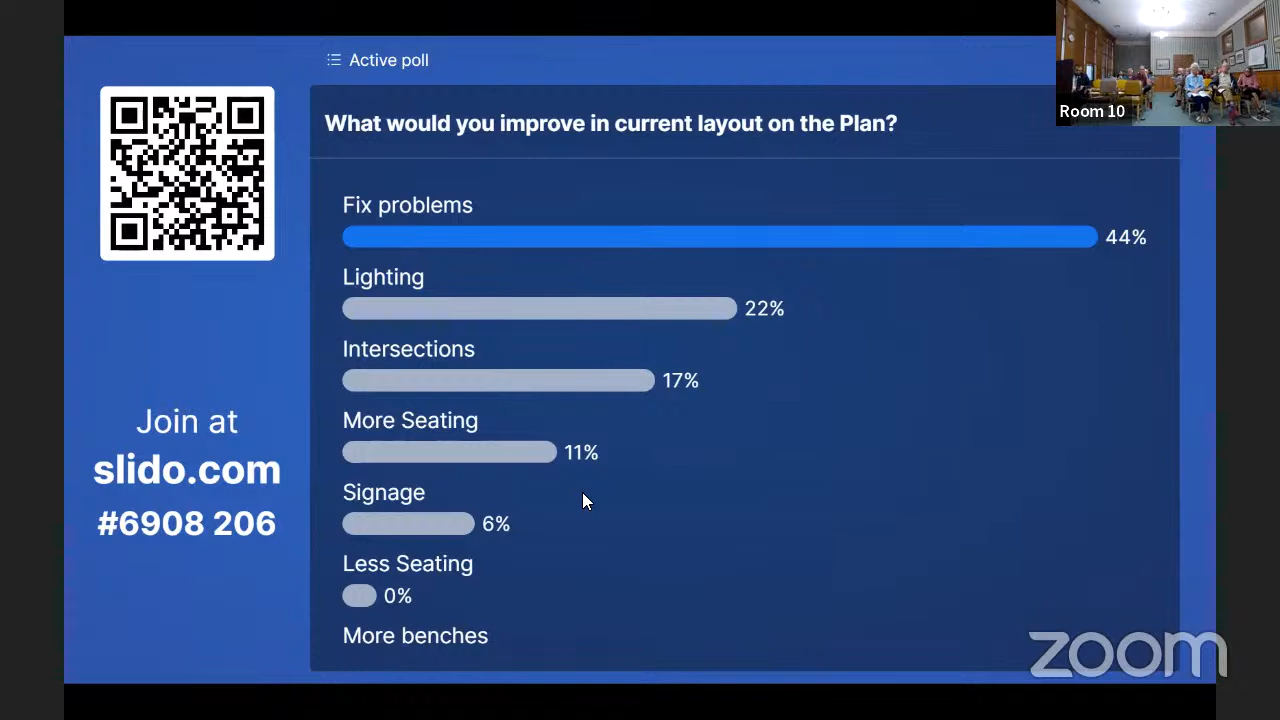 Active poll
Room 10
What would you improve in current layout on the Plan?
Fix problems
44%
Lighting
22%
Intersections
17%
More Seating
11%
Signage
6%
Less Seating
0%
More benches
Join at
slido.com
#6908 206
zoom